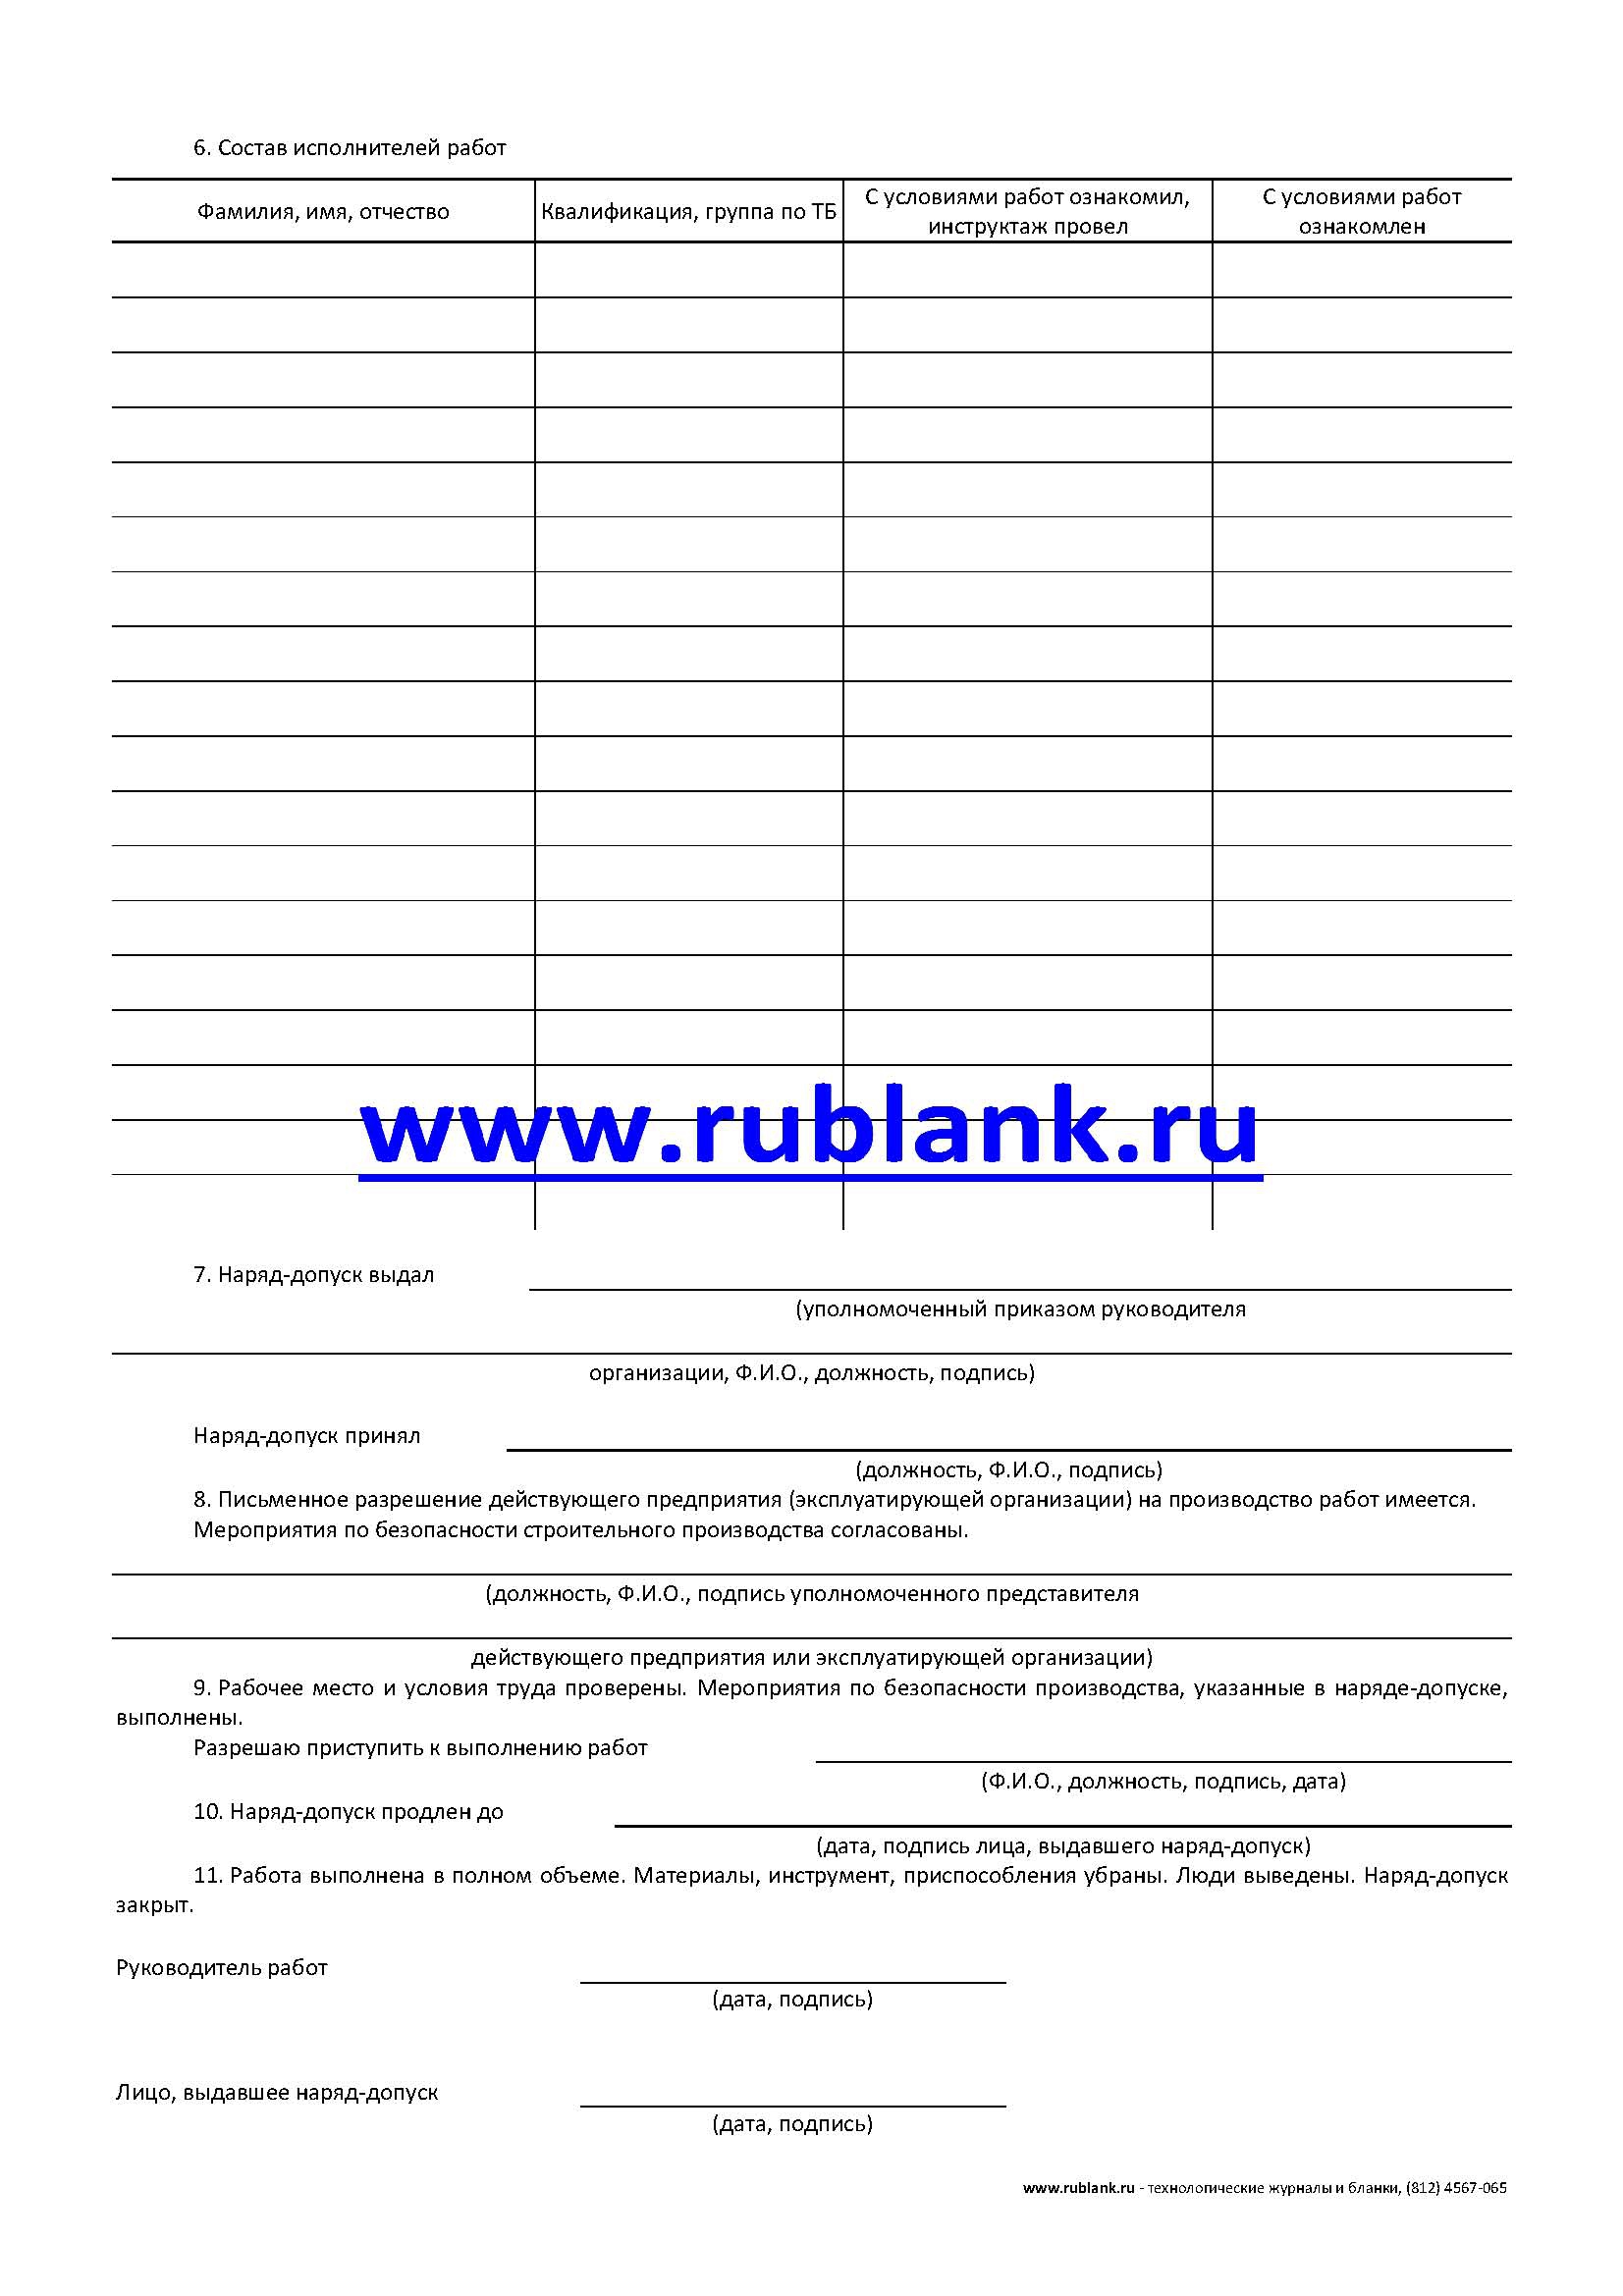 6. Состав исполнителей работ
Фамилия, имя, отчество
Квалификация, группа по ТБ
С условиями работ ознакомил,
инструктаж провел
С условиями работ
ознакомлен
www.rublank.ru
7. Наряд-допуск выдал
(уполномоченный приказом руководителя
организации, Ф.И.О., должность, подпись)
Наряд-допуск принял
(должность, Ф.И.О., подпись)
8. Письменное разрешение действующего предприятия (эксплуатирующей организации) на производство работ имеется.
Мероприятия по безопасности строительного производства согласованы.
(должность, Ф.И.О., подпись уполномоченного представителя
действующего предприятия или эксплуатирующей организации)
9. Рабочее место и условия труда проверены. Мероприятия по безопасности производства, указанные в наряде-допуске,
выполнены.
Разрешаю приступить к выполнению работ
(Ф.И.О., должность, подпись, дата)
10. Наряд-допуск продлен до
(дата, подпись лица, выдавшего наряд-допуск)
11. Работа выполнена в полном объеме. Материалы, инструмент, приспособления убраны. Люди выведены. Наряд-допуск
закрыт.
Руководитель работ
(дата, подпись)
Лицо, выдавшее наряд-допуск
(дата, подпись)
www.rublank.ru - технологические журналы и бланки, (812) 4567-065